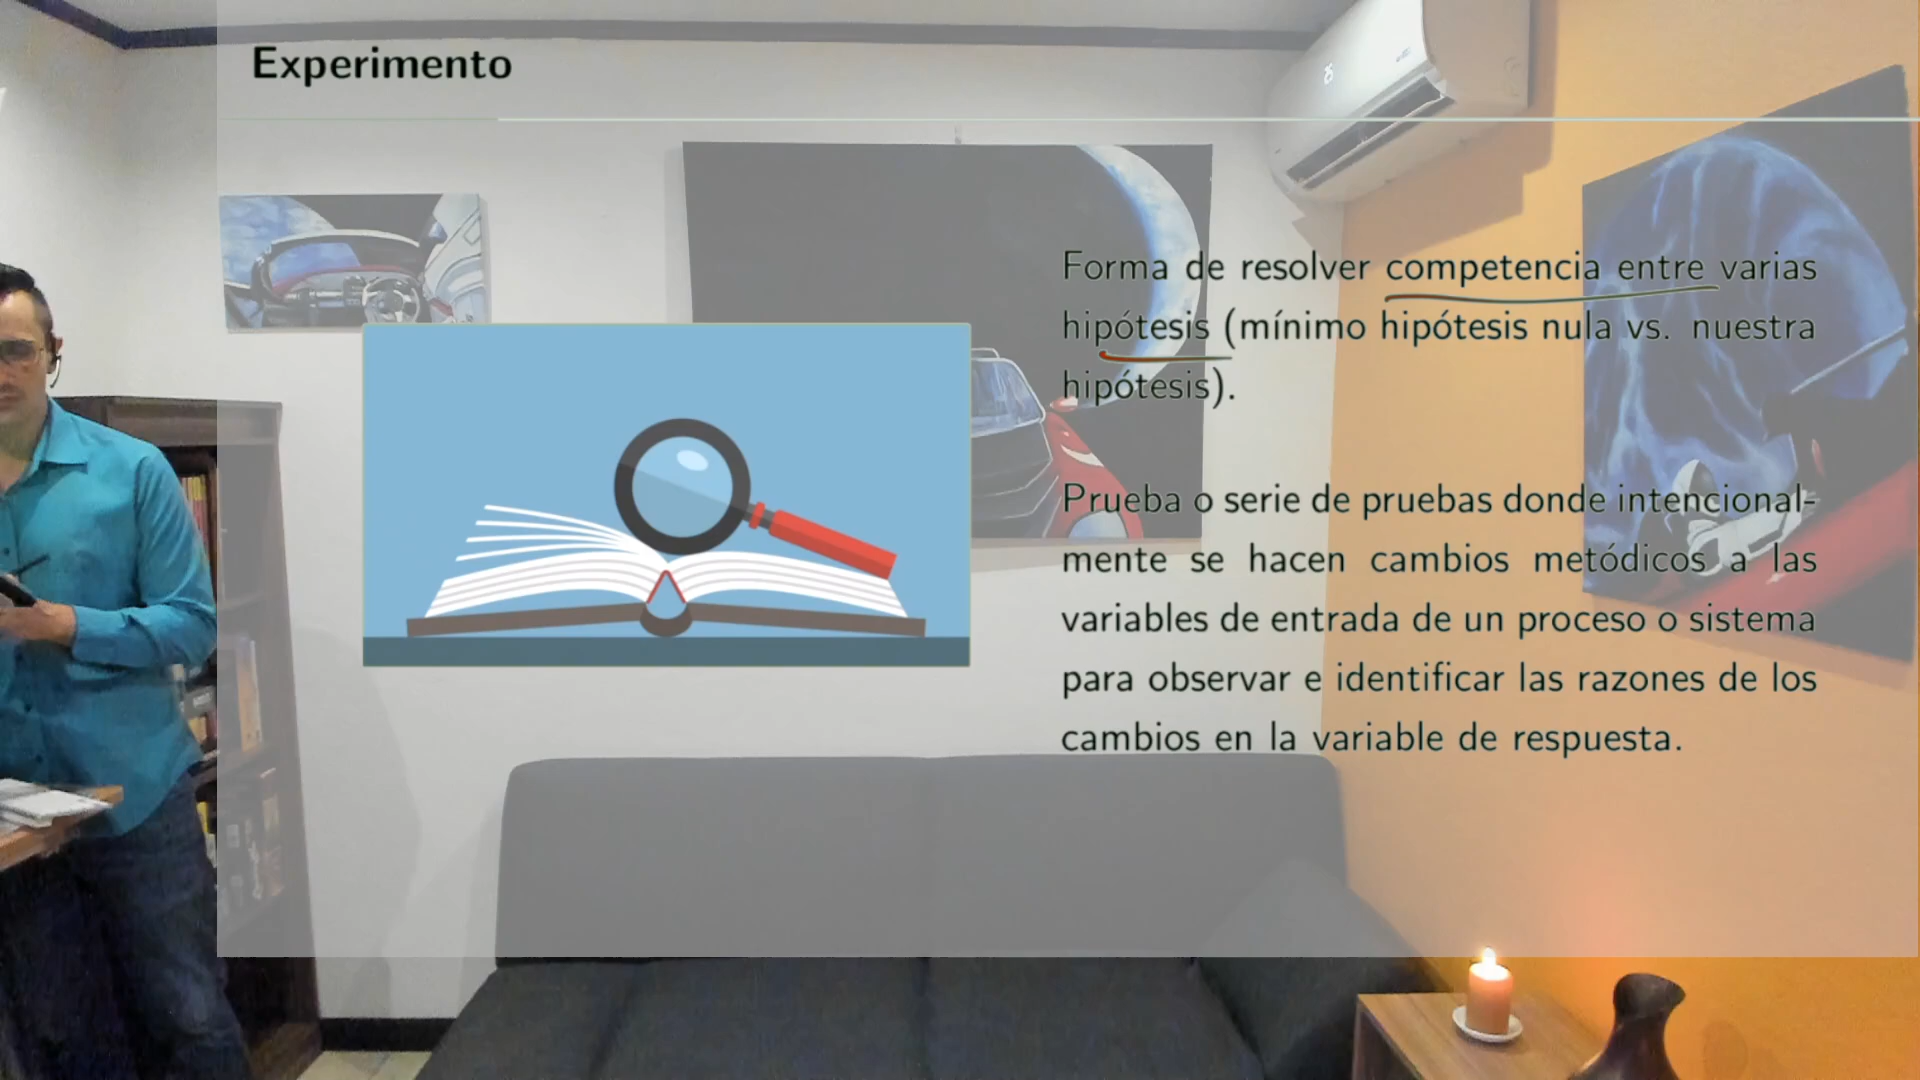 Experimento
Forma de resolver competencia entre varias
hipótesis (mínimo hipótesis nula vs. nuestra
hipótesis).
Prueba o serie de pruebas donde intencional-
mente se hacen cambios metódicos a las
variables de entrada de un proceso o sistema
para observar e identificar las razones de los
cambios en la variable de respuesta.